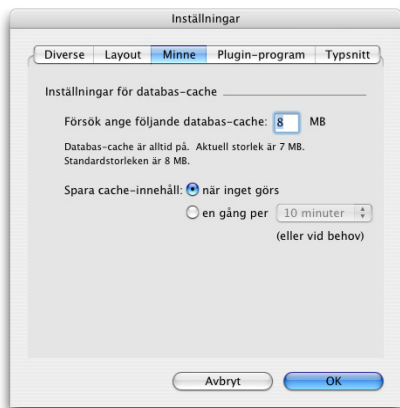 Inställningar
Diverse Layout Minne Plugin-program Typsnitt
Inställningar för databas-cache
Försök ange följande databas-cache: 8 MB
Databas-cache är alltid på. Aktuell storlek är 7 MB.
Standardstorleken är 8 MB.
Spara cache-innehåll: när inget görs
en gång per 10 minuter
(eller vid behov)
Avbryt OK